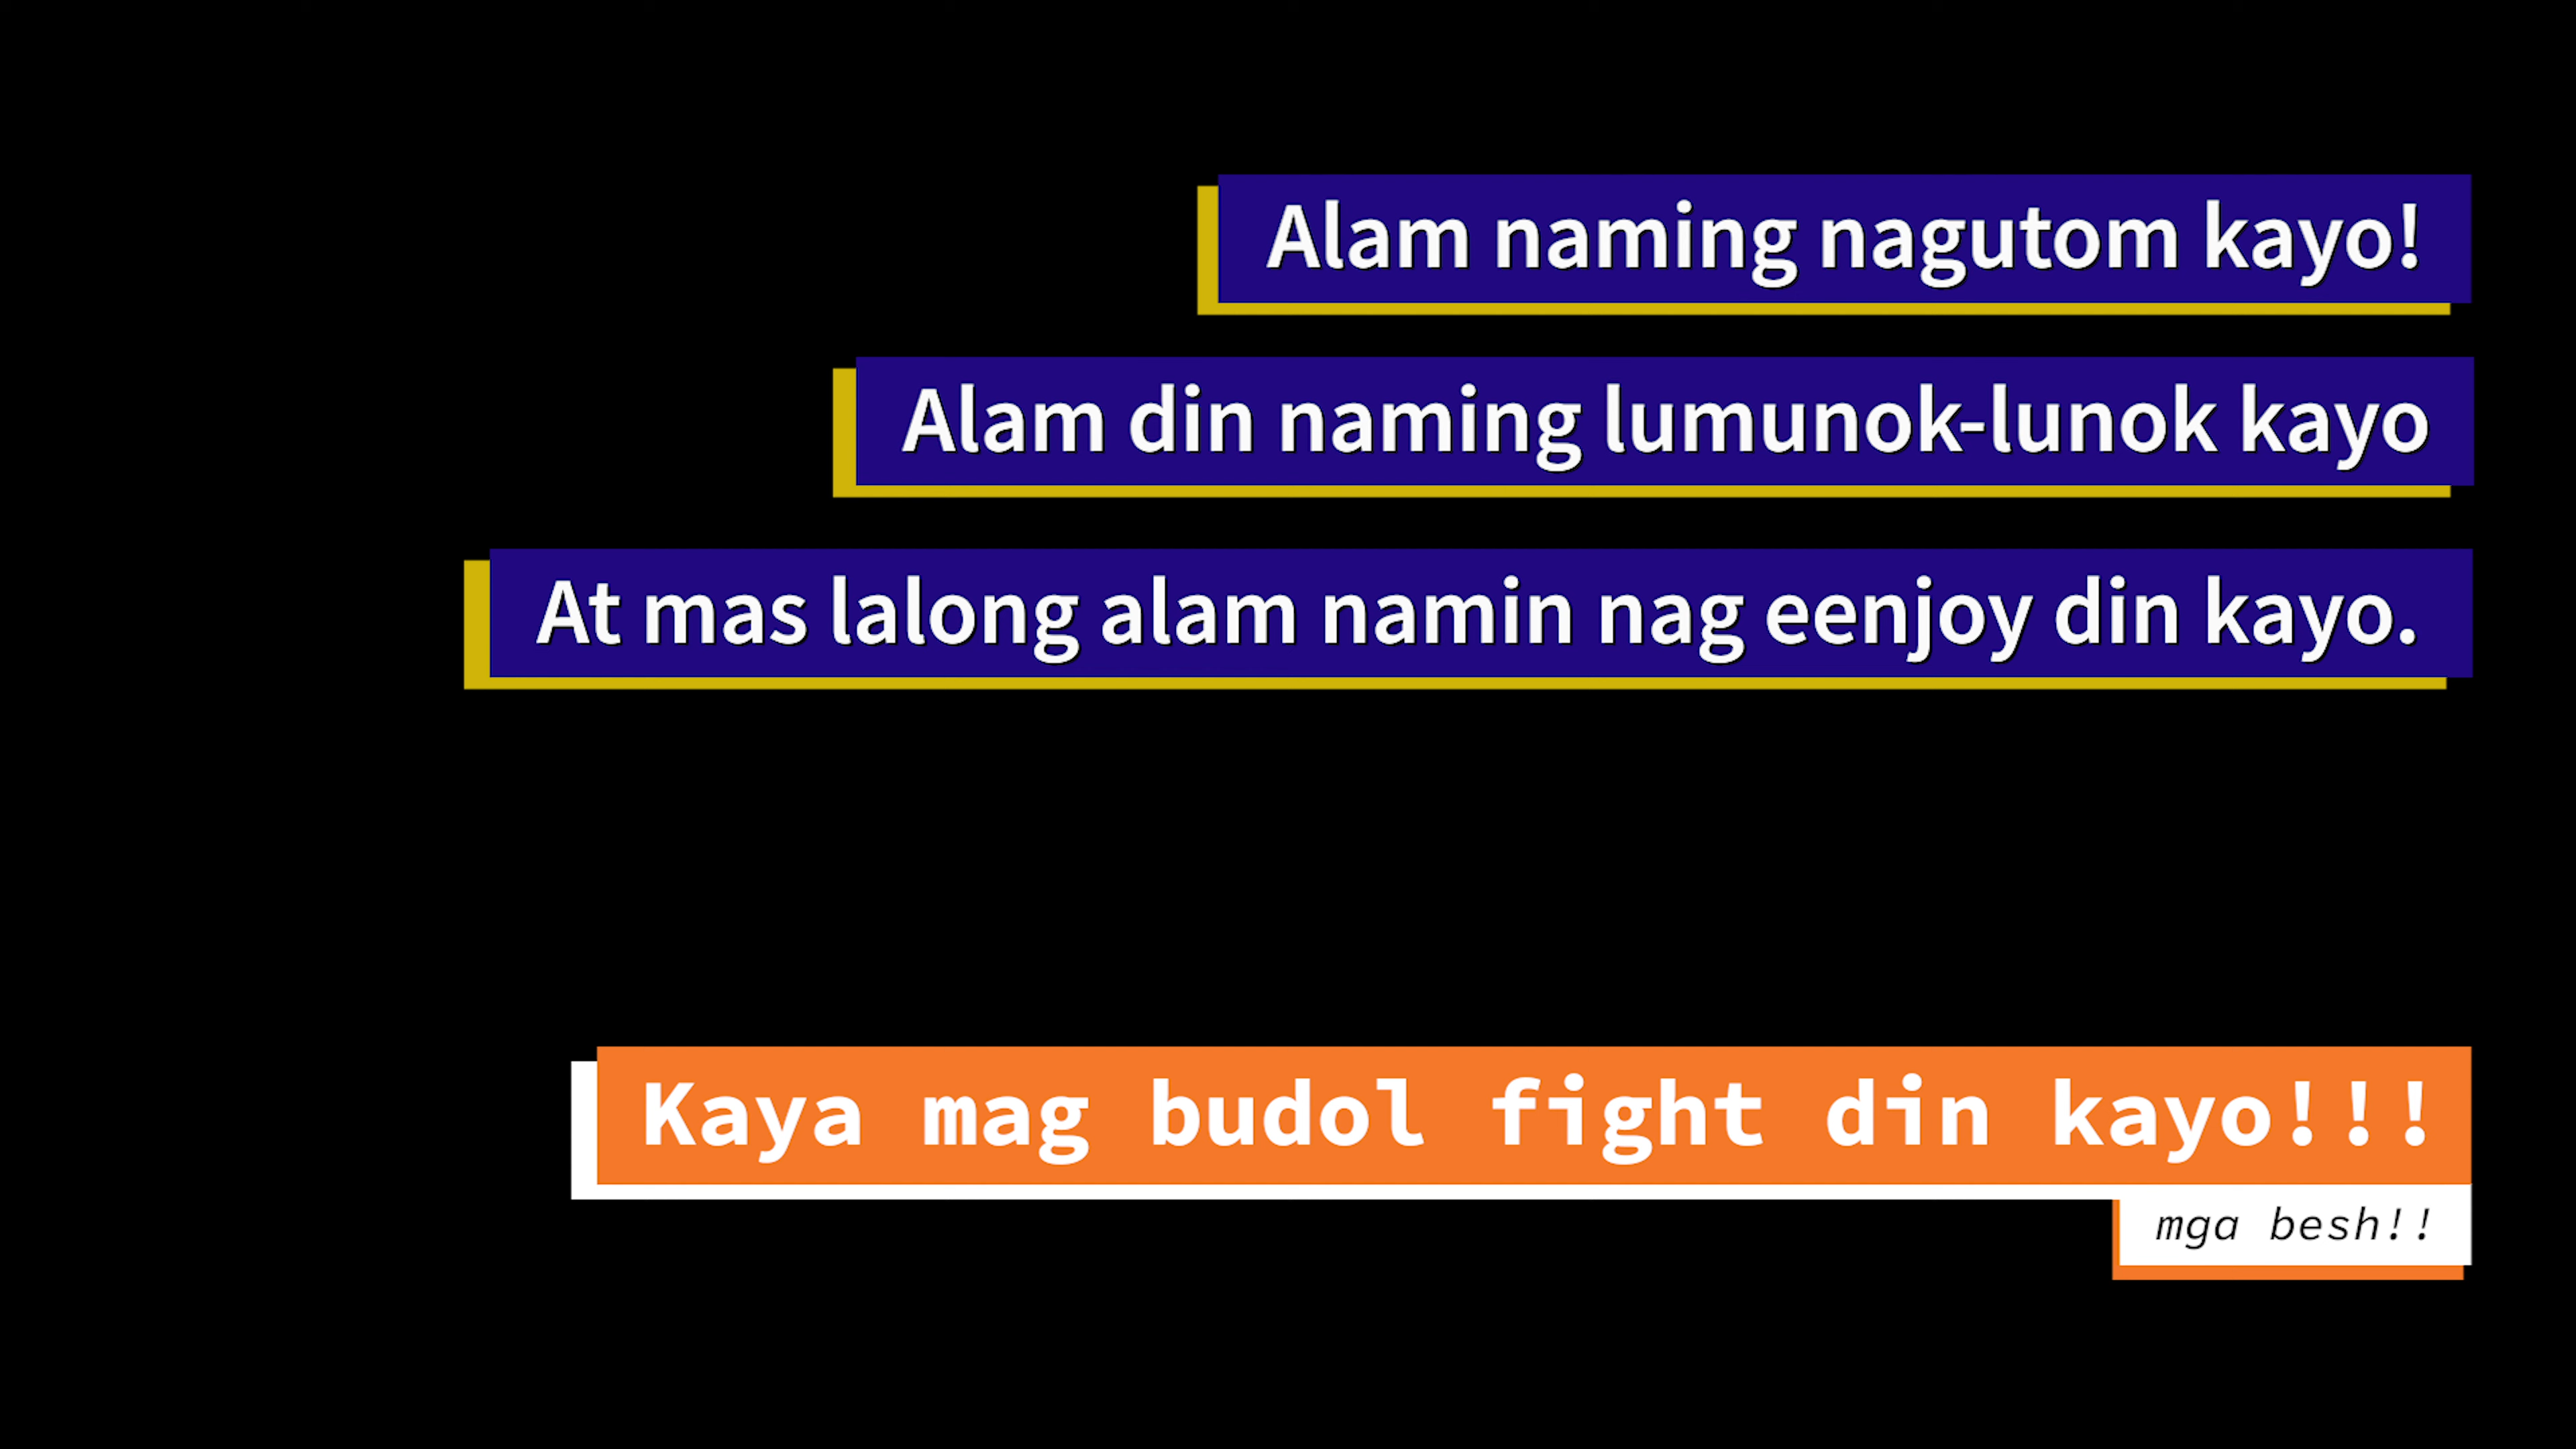 Alam naming nagutom kayo!
Alam din naming lumunok-lunok kayo
At mas lalong alam namin nag eenjoy din kayo.
Kaya mag budol fight din kayo!!!
mga besh!!